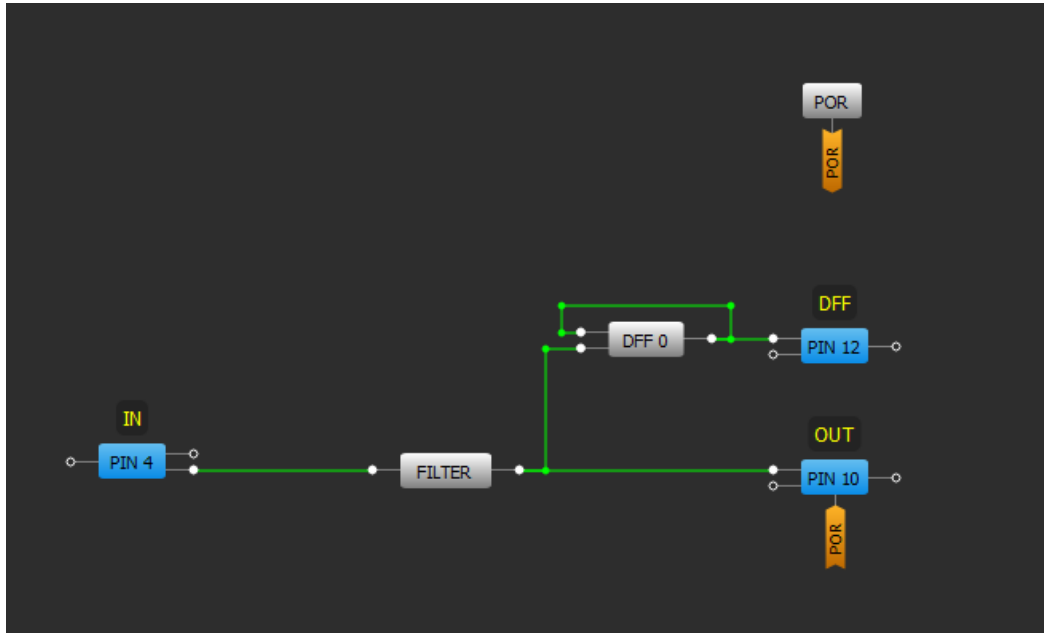 POR
POR
DFF
DFF 0
PIN 12
IN
PIN 4
FILTER
OUT
PIN 10
POR